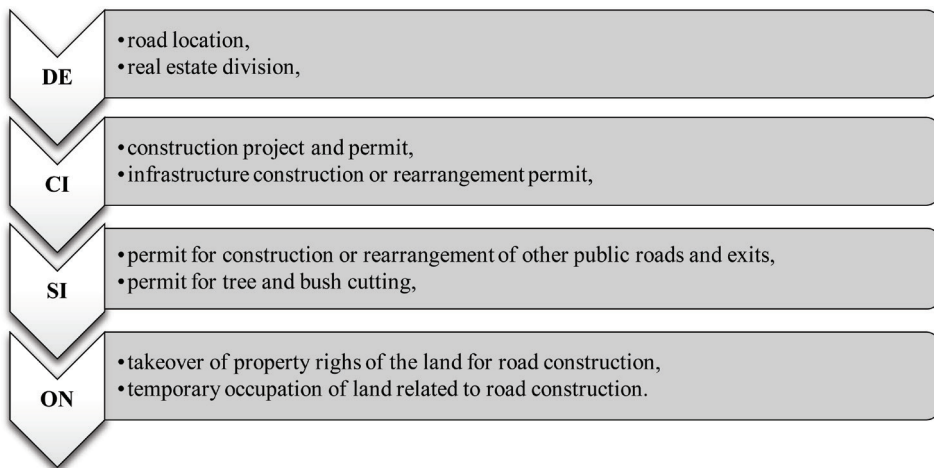 DE
•road location,
•real estate division,
CI
•construction project and permit,
•infrastructure construction or rearrangement permit,
SI
•permit for construction or rearrangement of other public roads and exits,
•permit for tree and bush cutting,
ON
•takeover of property righs of the land for road construction,
•temporary occupation of land related to road construction.